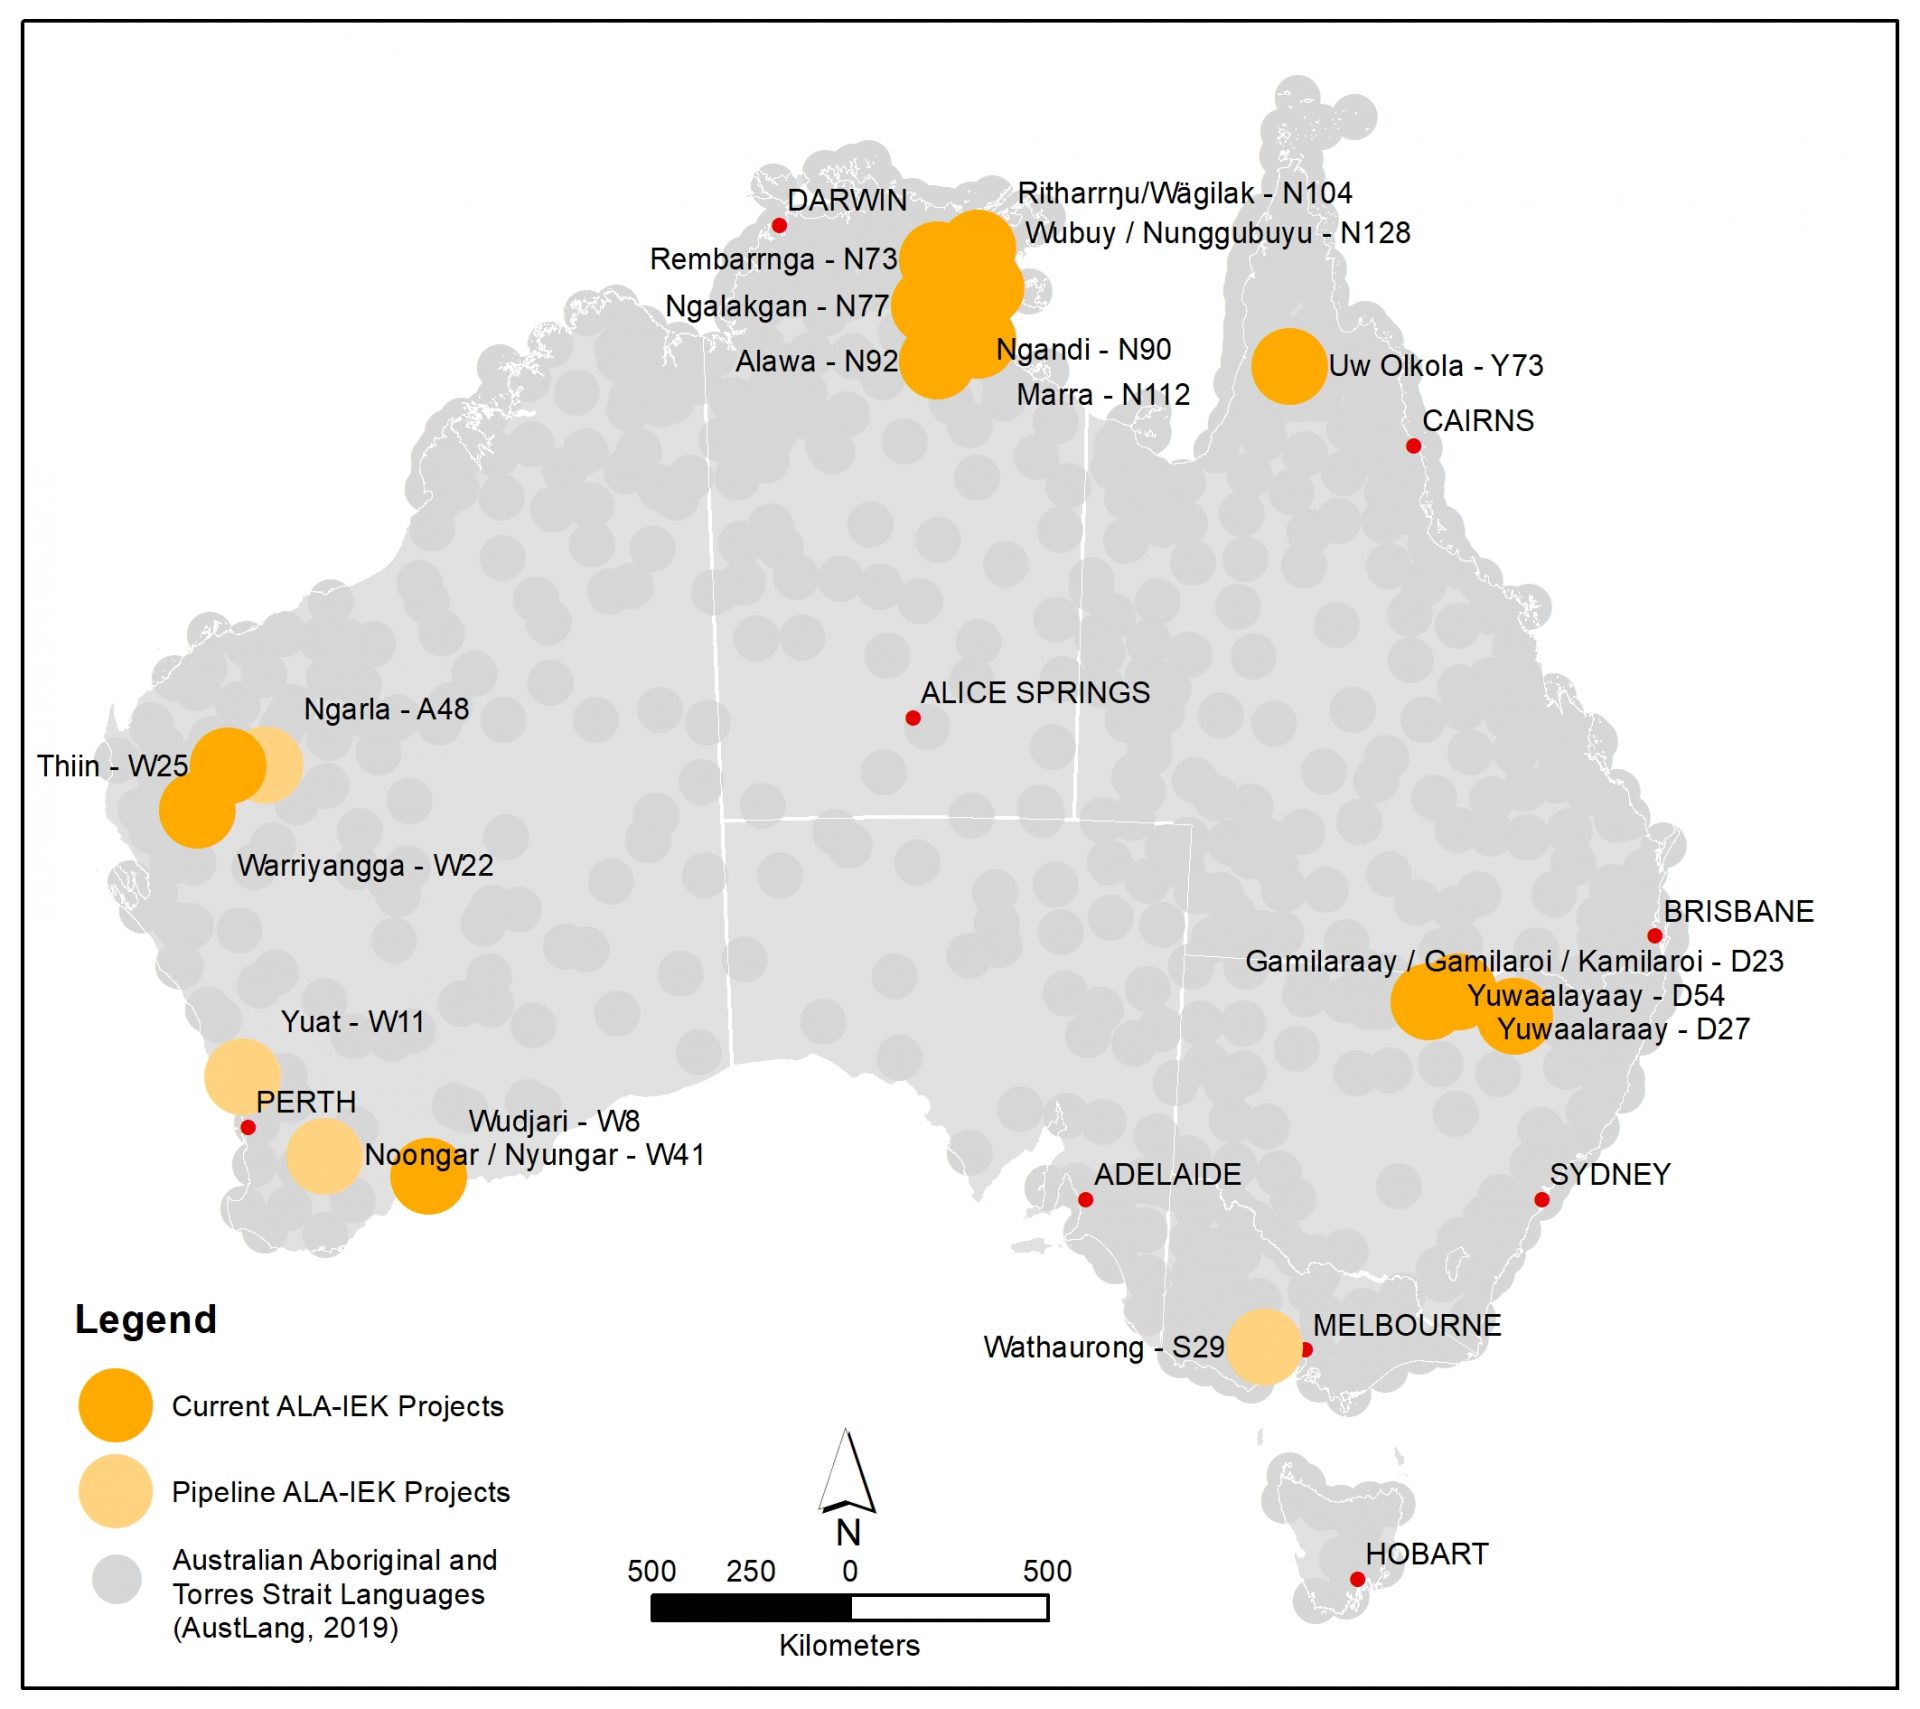 DARWIN
Ritharrŋu/Wägilak - N104
Wubuy / Nunggubuyu - N128
Rembarrnga - N73
Ngalakgan - N77
Alawa - N92
Ngandi - N90
Marra - N112
Uw Olkola - Y73
CAIRNS
ALICE SPRINGS
Ngarla - A48
Thiin - W25
Warriyangga - W22
BRISBANE
Gamilaraay / Gamilaroi / Kamilaroi - D23
Yuwaalayaay - D54
Yuwaalaraay - D27
Yuat - W11
PERTH
Wudjari - W8
Noongar / Nyungar - W41
ADELAIDE
SYDNEY
MELBOURNE
Wathaurong - S29
HOBART
Legend
Current ALA-IEK Projects
Pipeline ALA-IEK Projects
Australian Aboriginal and
Torres Strait Languages
(AustLang, 2019)
N
500 250 0 500
Kilometers